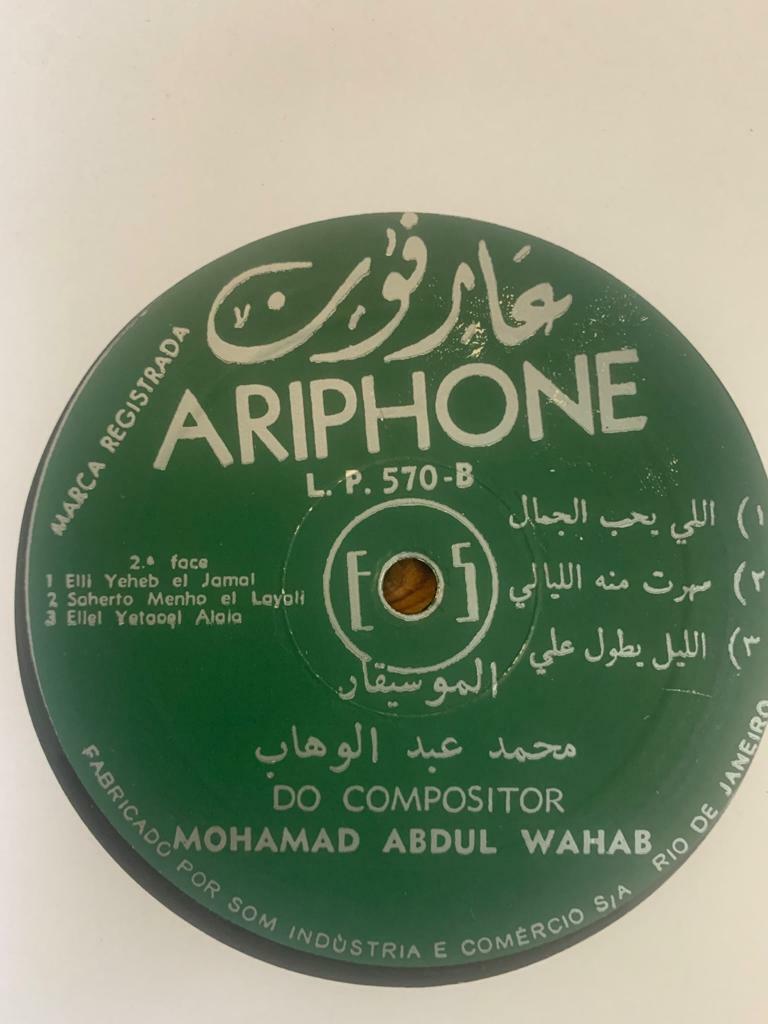 عارفون
ARIPHONE
MARCA REGISTRADA
L. P. 570-B
2.ª face
1 Elli Yeheb el Jamal
2 Saherto Menho el Layali
3 Ellel Yetaoel Alaia
١) اللي يحب الجمال
٢) سهرت منه الليالي
٣) الليل يطول علي
E S
الموسيقار
محمد عبد الوهاب
DO COMPOSITOR
MOHAMAD ABDUL WAHAB
FABRICADO POR SOM INDÙSTRIA E COMÉRCIO S/A RIO DE JANEIRO